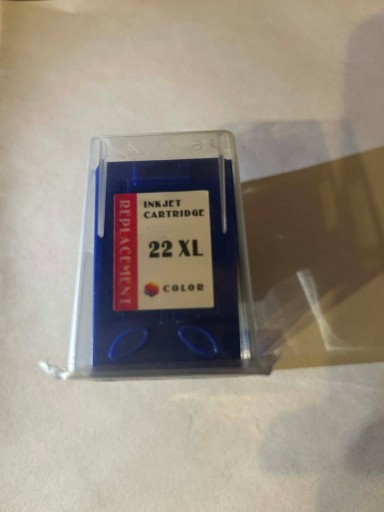 REPLACEMENT
INKJET
CARTRIDGE
22 XL
COLOR